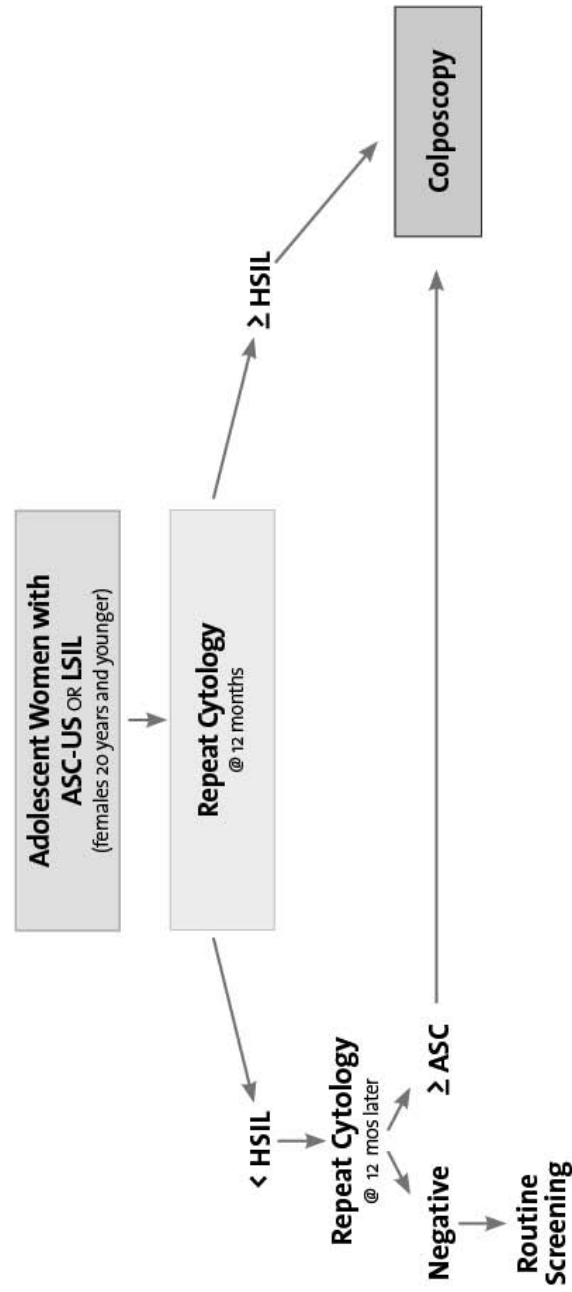 Adolescent Women with
ASC-US OR LSIL
(females 20 years and younger)
Repeat Cytology
@ 12 months
< HSIL
≥ HSIL
Repeat Cytology
@ 12 mos later
Negative
≥ ASC
Colposcopy
Routine
Screening